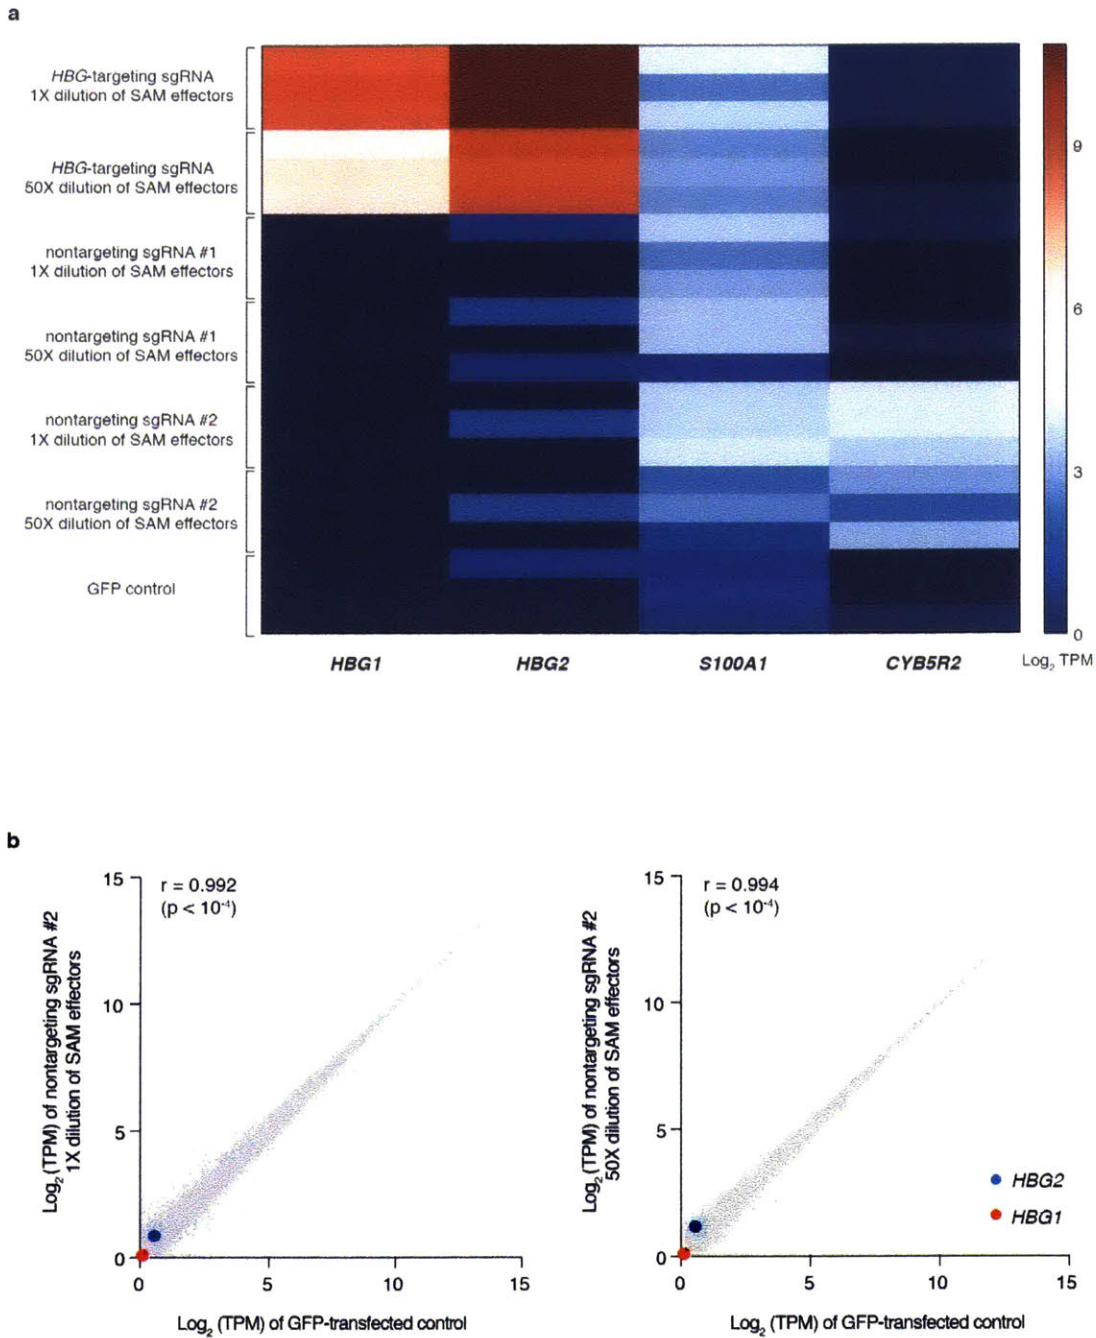 a
HBG-targeting sgRNA
1X dilution of SAM effectors
HBG-targeting sgRNA
50X dilution of SAM effectors
nontargeting sgRNA #1
1X dilution of SAM effectors
nontargeting sgRNA #1
50X dilution of SAM effectors
nontargeting sgRNA #2
1X dilution of SAM effectors
nontargeting sgRNA #2
50X dilution of SAM effectors
GFP control
9
6
3
0
HBG1 HBG2 S100A1 CYB5R2 Log₂ TPM
b
Log₂ (TPM) of nontargeting sgRNA #2
1X dilution of SAM effectors
15
10
5
0
r = 0.992
(p < 10⁻⁴)
0 5 10 15
Log₂ (TPM) of GFP-transfected control
Log₂ (TPM) of nontargeting sgRNA #2
50X dilution of SAM effectors
15
10
5
0
r = 0.994
(p < 10⁻⁴)
HBG2
HBG1
0 5 10 15
Log₂ (TPM) of GFP-transfected control